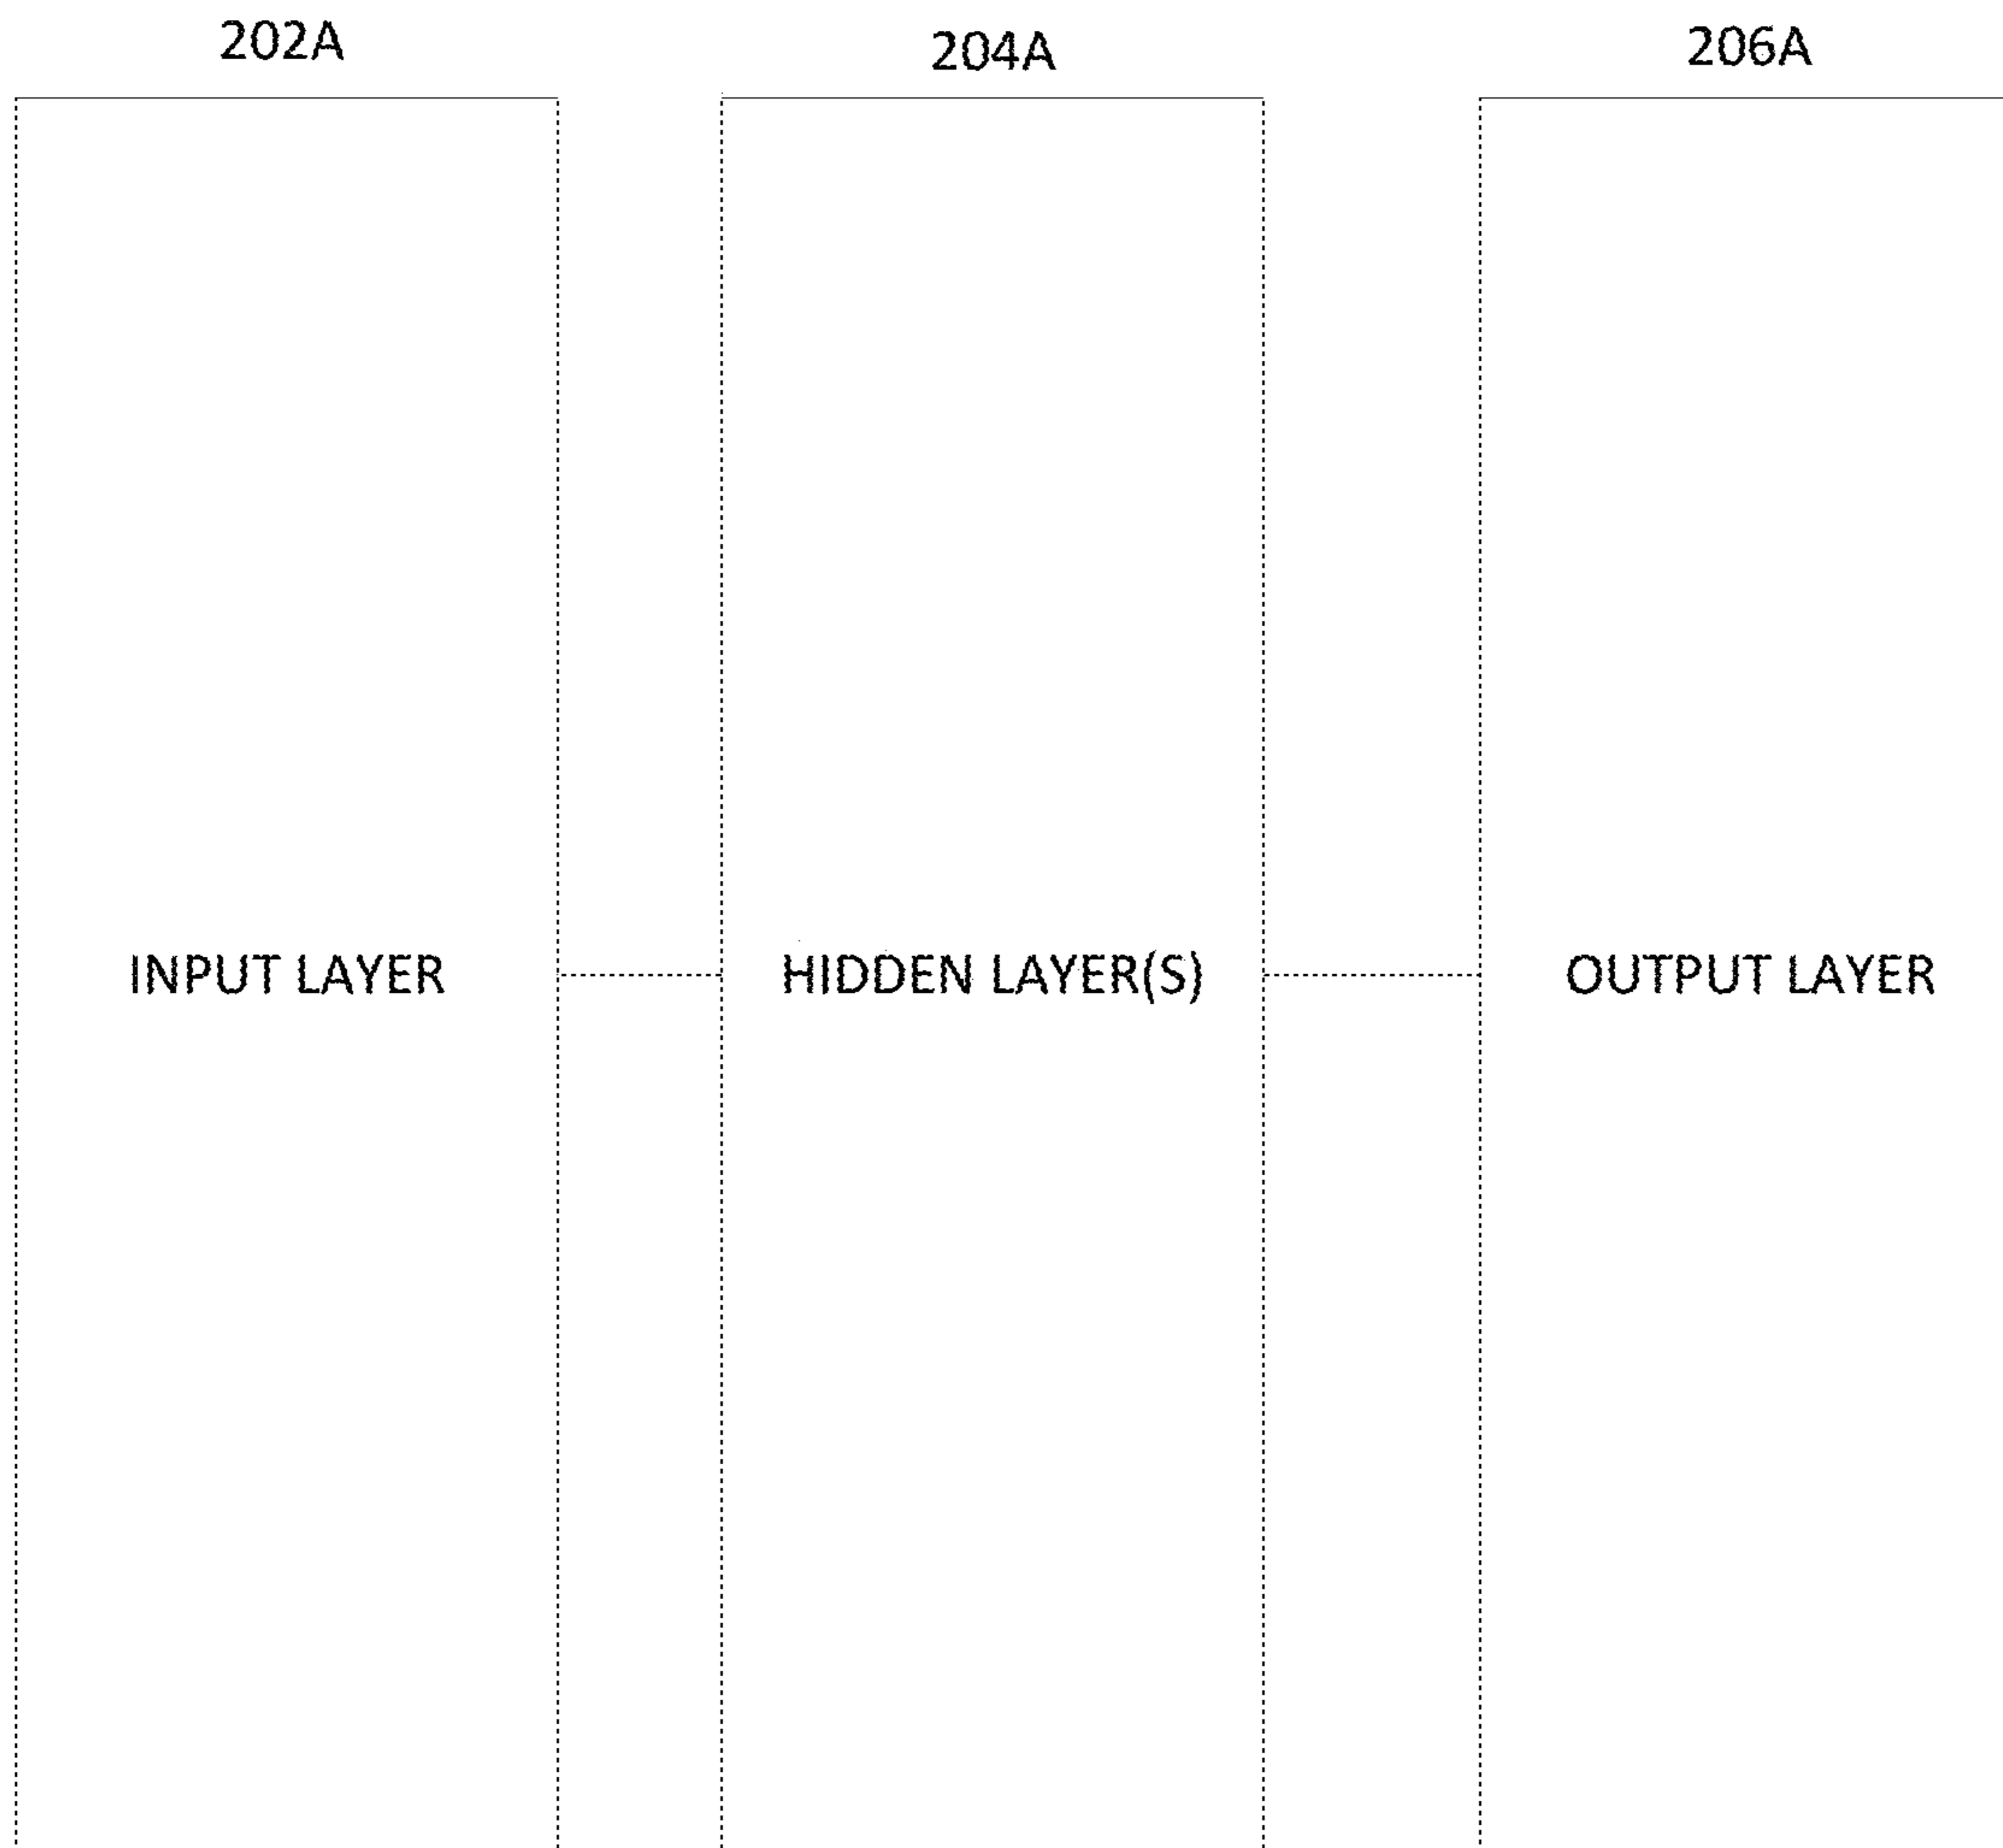 202A
204A
206A
INPUT LAYER
HIDDEN LAYER(S)
OUTPUT LAYER